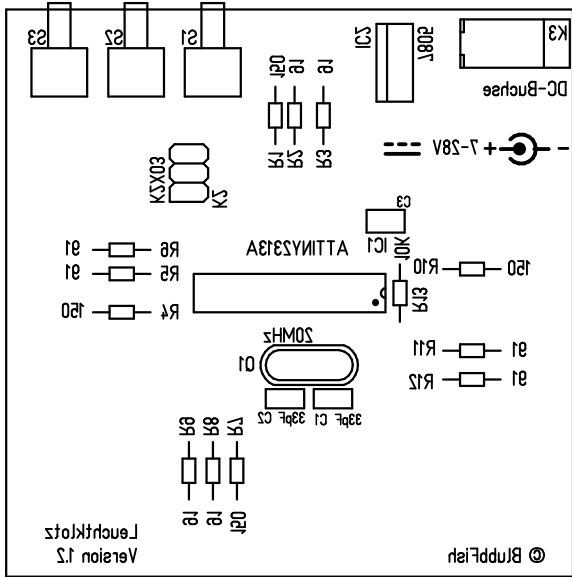 S3
S2
S1
IC2
7805
K3
DC-Buchse
150
91
91
R1
R2
R3
7-28V
+
-
K2X03
K2
C3
IC1
ATTINY2313A
10K
R13
91
R6
91
R5
150
R4
R10
150
R11
91
R12
91
20MHz
Q1
33pF
C2
33pF
C1
R9
R8
R7
91
91
150
Leuchtklotz
Version 1.2
© BlubbFish